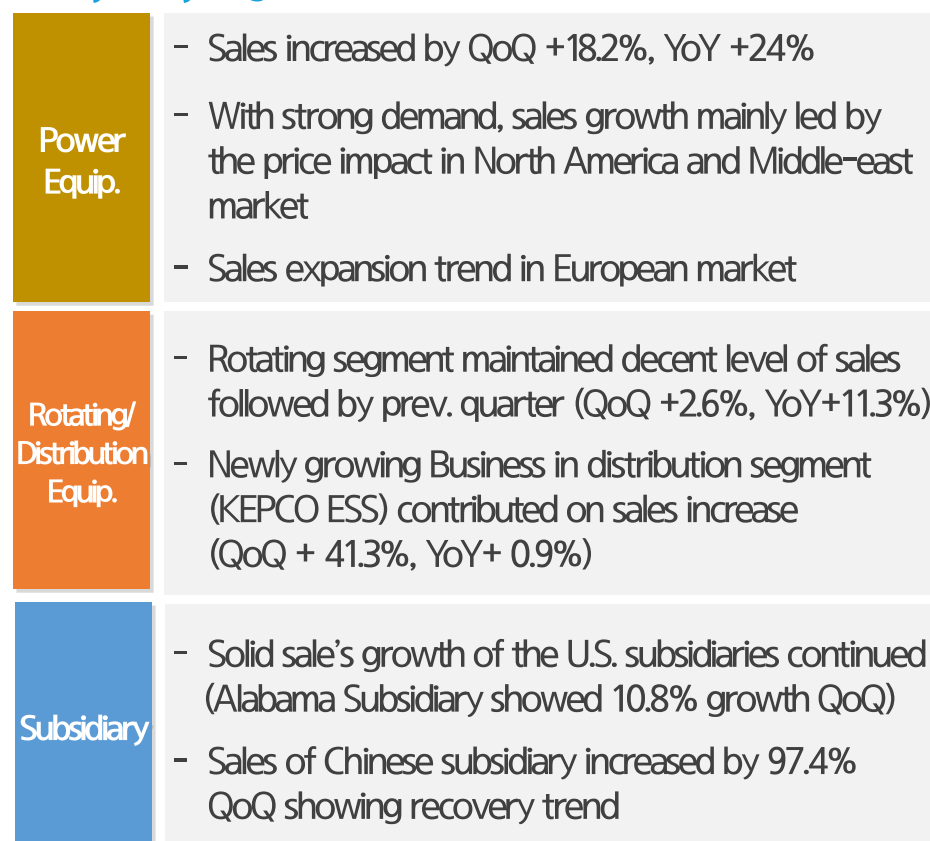 Power
Equip.
- Sales increased by QoQ +18.2%, YoY +24%
- With strong demand, sales growth mainly led by
the price impact in North America and Middle-east
market
- Sales expansion trend in European market
Rotating/
Distribution
Equip.
- Rotating segment maintained decent level of sales
followed by prev. quarter (QoQ +2.6%, YoY+11.3%)
- Newly growing Business in distribution segment
(KEPCO ESS) contributed on sales increase
(QoQ + 41.3%, YoY+ 0.9%)
Subsidiary
- Solid sale's growth of the U.S. subsidiaries continued
(Alabama Subsidiary showed 10.8% growth QoQ)
- Sales of Chinese subsidiary increased by 97.4%
QoQ showing recovery trend